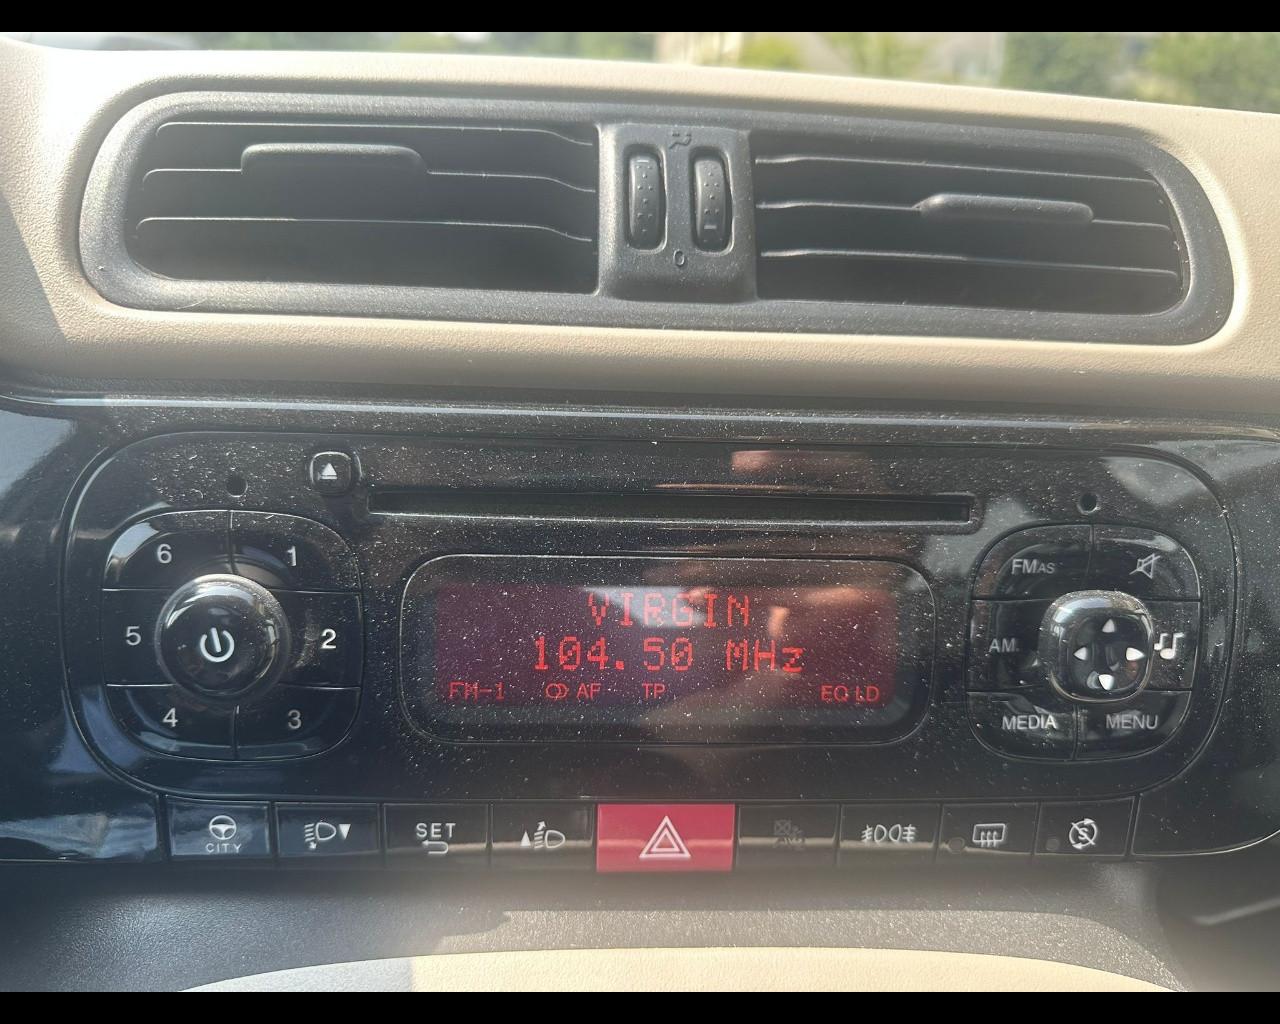 0
6 1
5 2
4 3
VIRGIN
104.50 MHz
FM-1 AF TP EQ LD
FMAS
AM
MEDIA MENU
CITY
SET